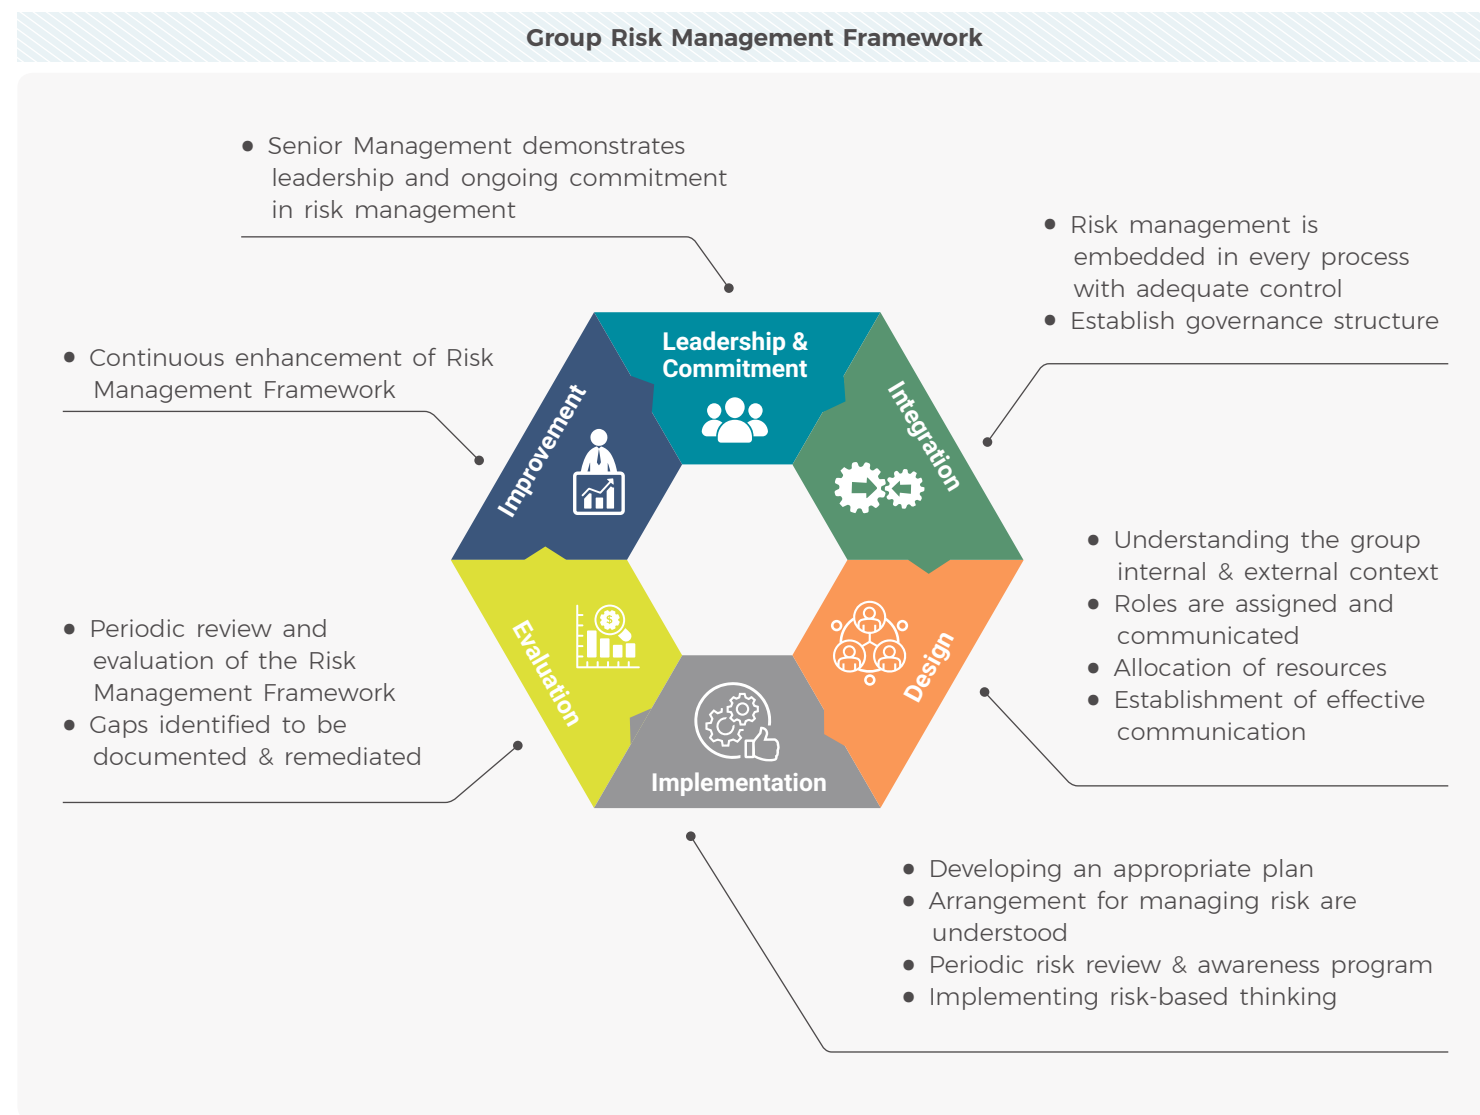 Group Risk Management Framework
• Senior Management demonstrates
leadership and ongoing commitment
in risk management
• Risk management is
embedded in every process
with adequate control
• Establish governance structure
• Continuous enhancement of Risk
Management Framework
Leadership &
Commitment
Integration
Improvement
• Understanding the group
internal & external context
• Roles are assigned and
communicated
• Allocation of resources
• Establishment of effective
communication
Design
• Periodic review and
evaluation of the Risk
Management Framework
• Gaps identified to be
documented & remediated
Evaluation
$
Implementation
• Developing an appropriate plan
• Arrangement for managing risk are
understood
• Periodic risk review & awareness program
• Implementing risk-based thinking